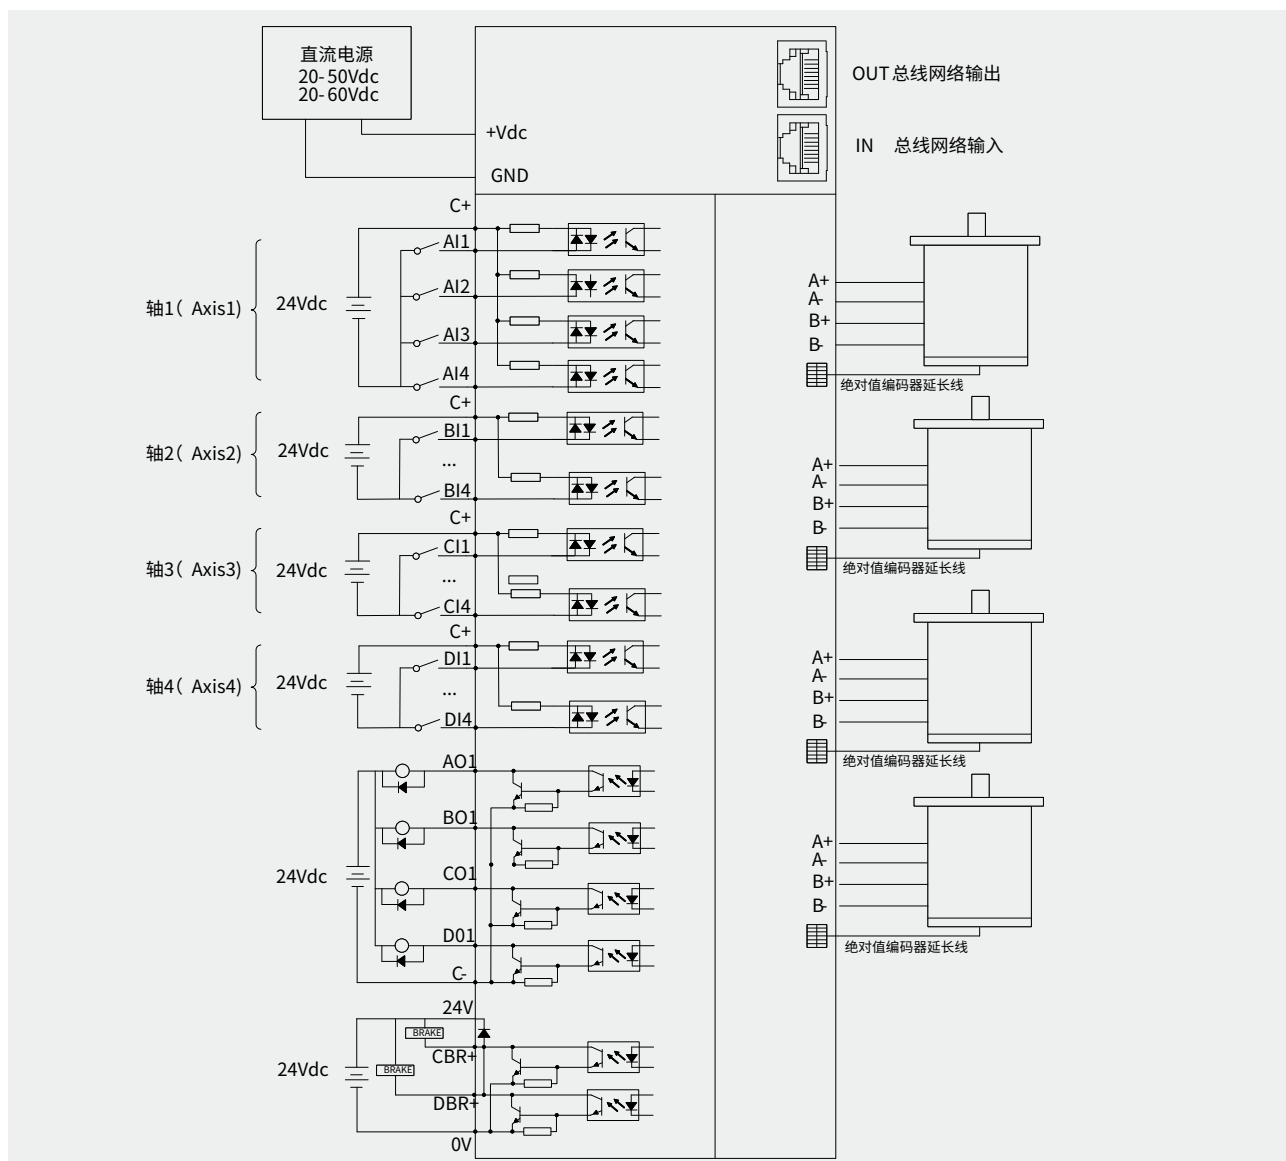 直流电源
20-50Vdc
20-60Vdc
OUT 总线网络输出
+Vdc
IN 总线网络输入
GND
C+
AI1
轴1( Axis1)
24Vdc
AI2
AI3
AI4
C+
BI1
轴2( Axis2)
24Vdc
...
BI4
C+
CI1
轴3( Axis3)
24Vdc
...
CI4
C+
DI1
轴4( Axis4)
24Vdc
...
DI4
AO1
BO1
24Vdc
CO1
D01
C-
24V
BRAKE
CBR+
24Vdc
BRAKE
DBR+
0V
A+
A-
B+
B-
绝对值编码器延长线
A+
A-
B+
B-
绝对值编码器延长线
A+
A-
B+
B-
绝对值编码器延长线
A+
A-
B+
B-
绝对值编码器延长线